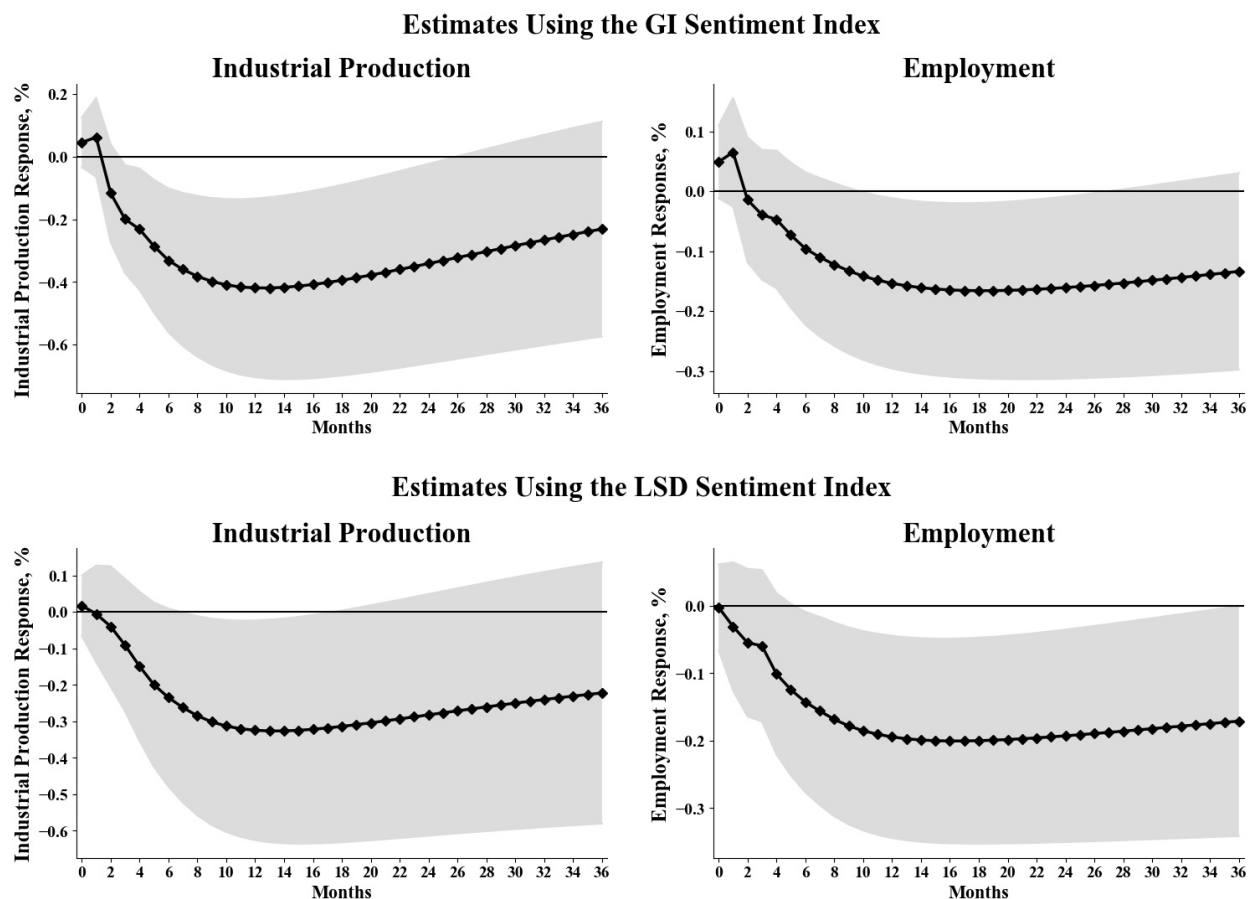 Estimates Using the GI Sentiment Index
Industrial Production
Industrial Production Response, %
0.2
0.0
−0.2
−0.4
−0.6
0 2 4 6 8 10 12 14 16 18 20 22 24 26 28 30 32 34 36
Months
Employment
Employment Response, %
0.1
0.0
−0.1
−0.2
−0.3
0 2 4 6 8 10 12 14 16 18 20 22 24 26 28 30 32 34 36
Months
Estimates Using the LSD Sentiment Index
Industrial Production
Industrial Production Response, %
0.1
0.0
−0.1
−0.2
−0.3
−0.4
−0.5
−0.6
0 2 4 6 8 10 12 14 16 18 20 22 24 26 28 30 32 34 36
Months
Employment
Employment Response, %
0.0
−0.1
−0.2
−0.3
0 2 4 6 8 10 12 14 16 18 20 22 24 26 28 30 32 34 36
Months